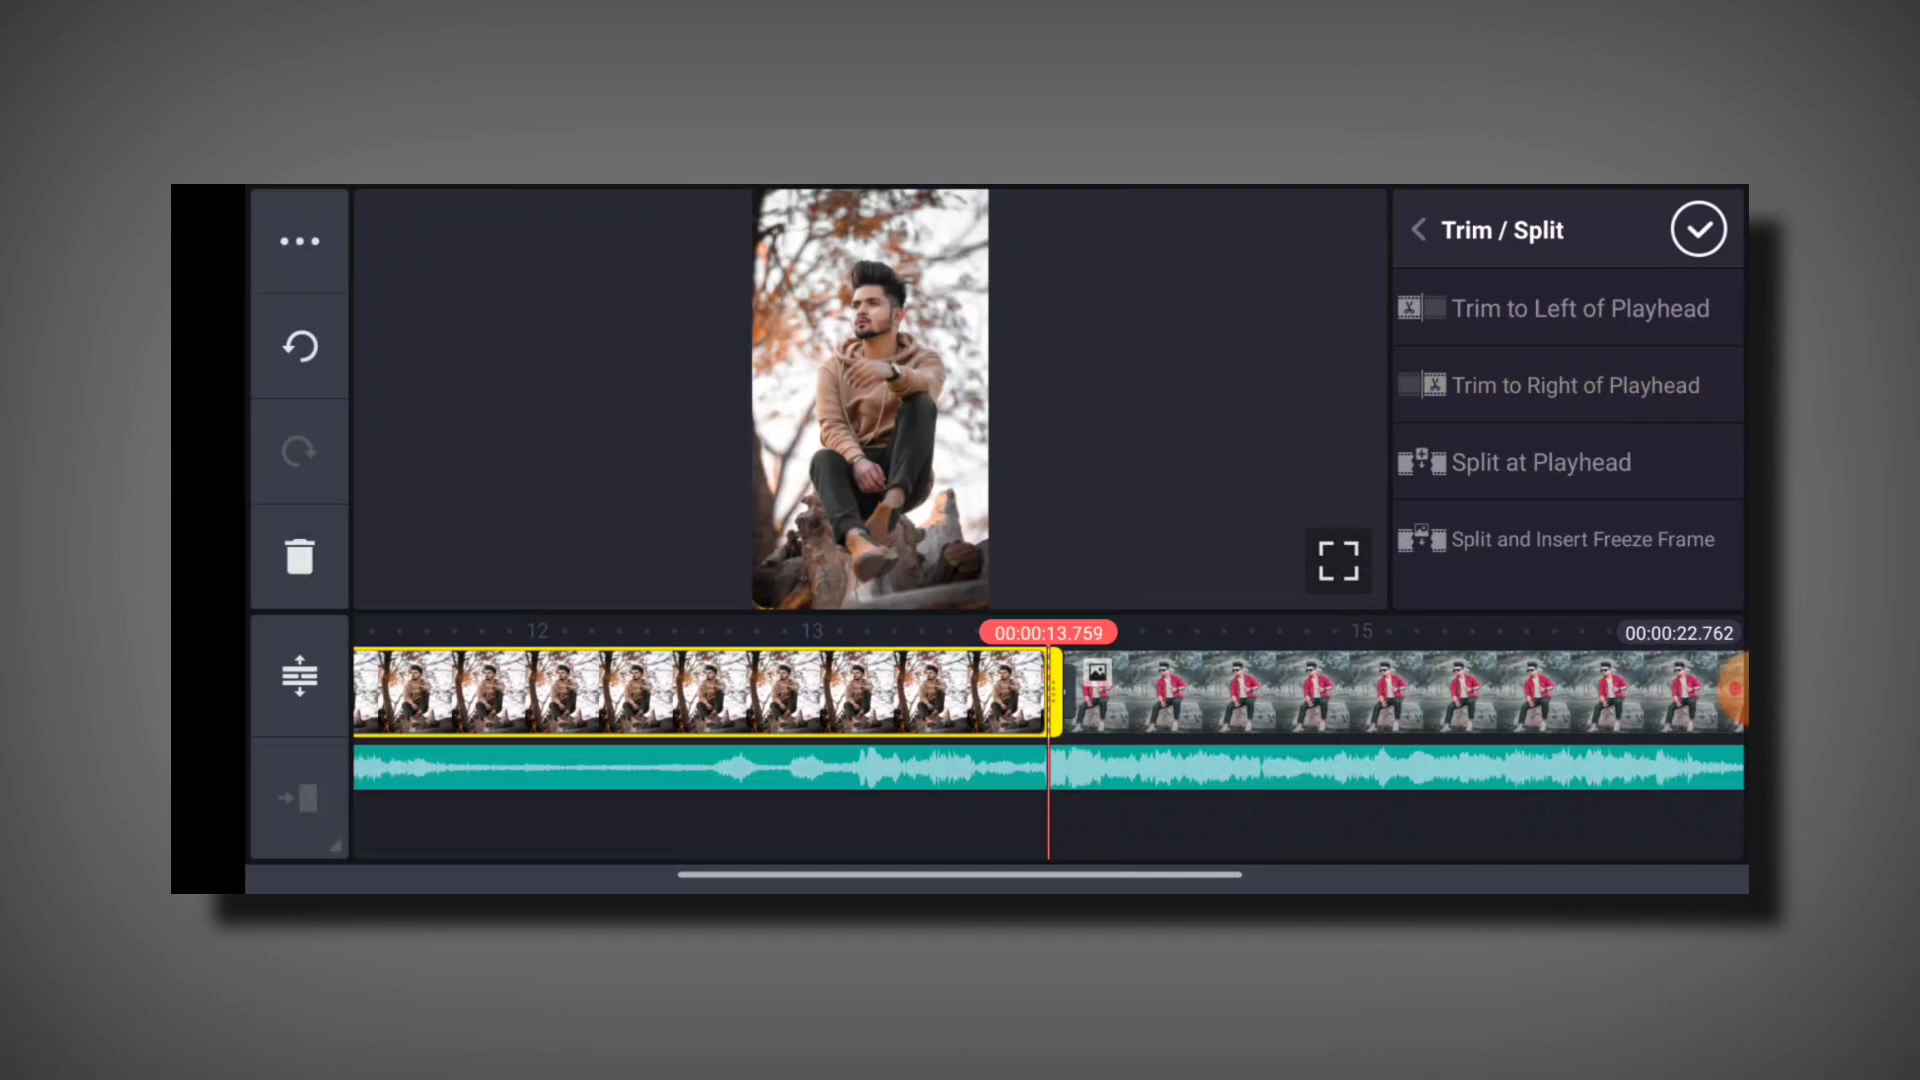 Trim / Split
Trim to Left of Playhead
Trim to Right of Playhead
Split at Playhead
Split and Insert Freeze Frame
12
13
00:00:13.759
15
00:00:22.762